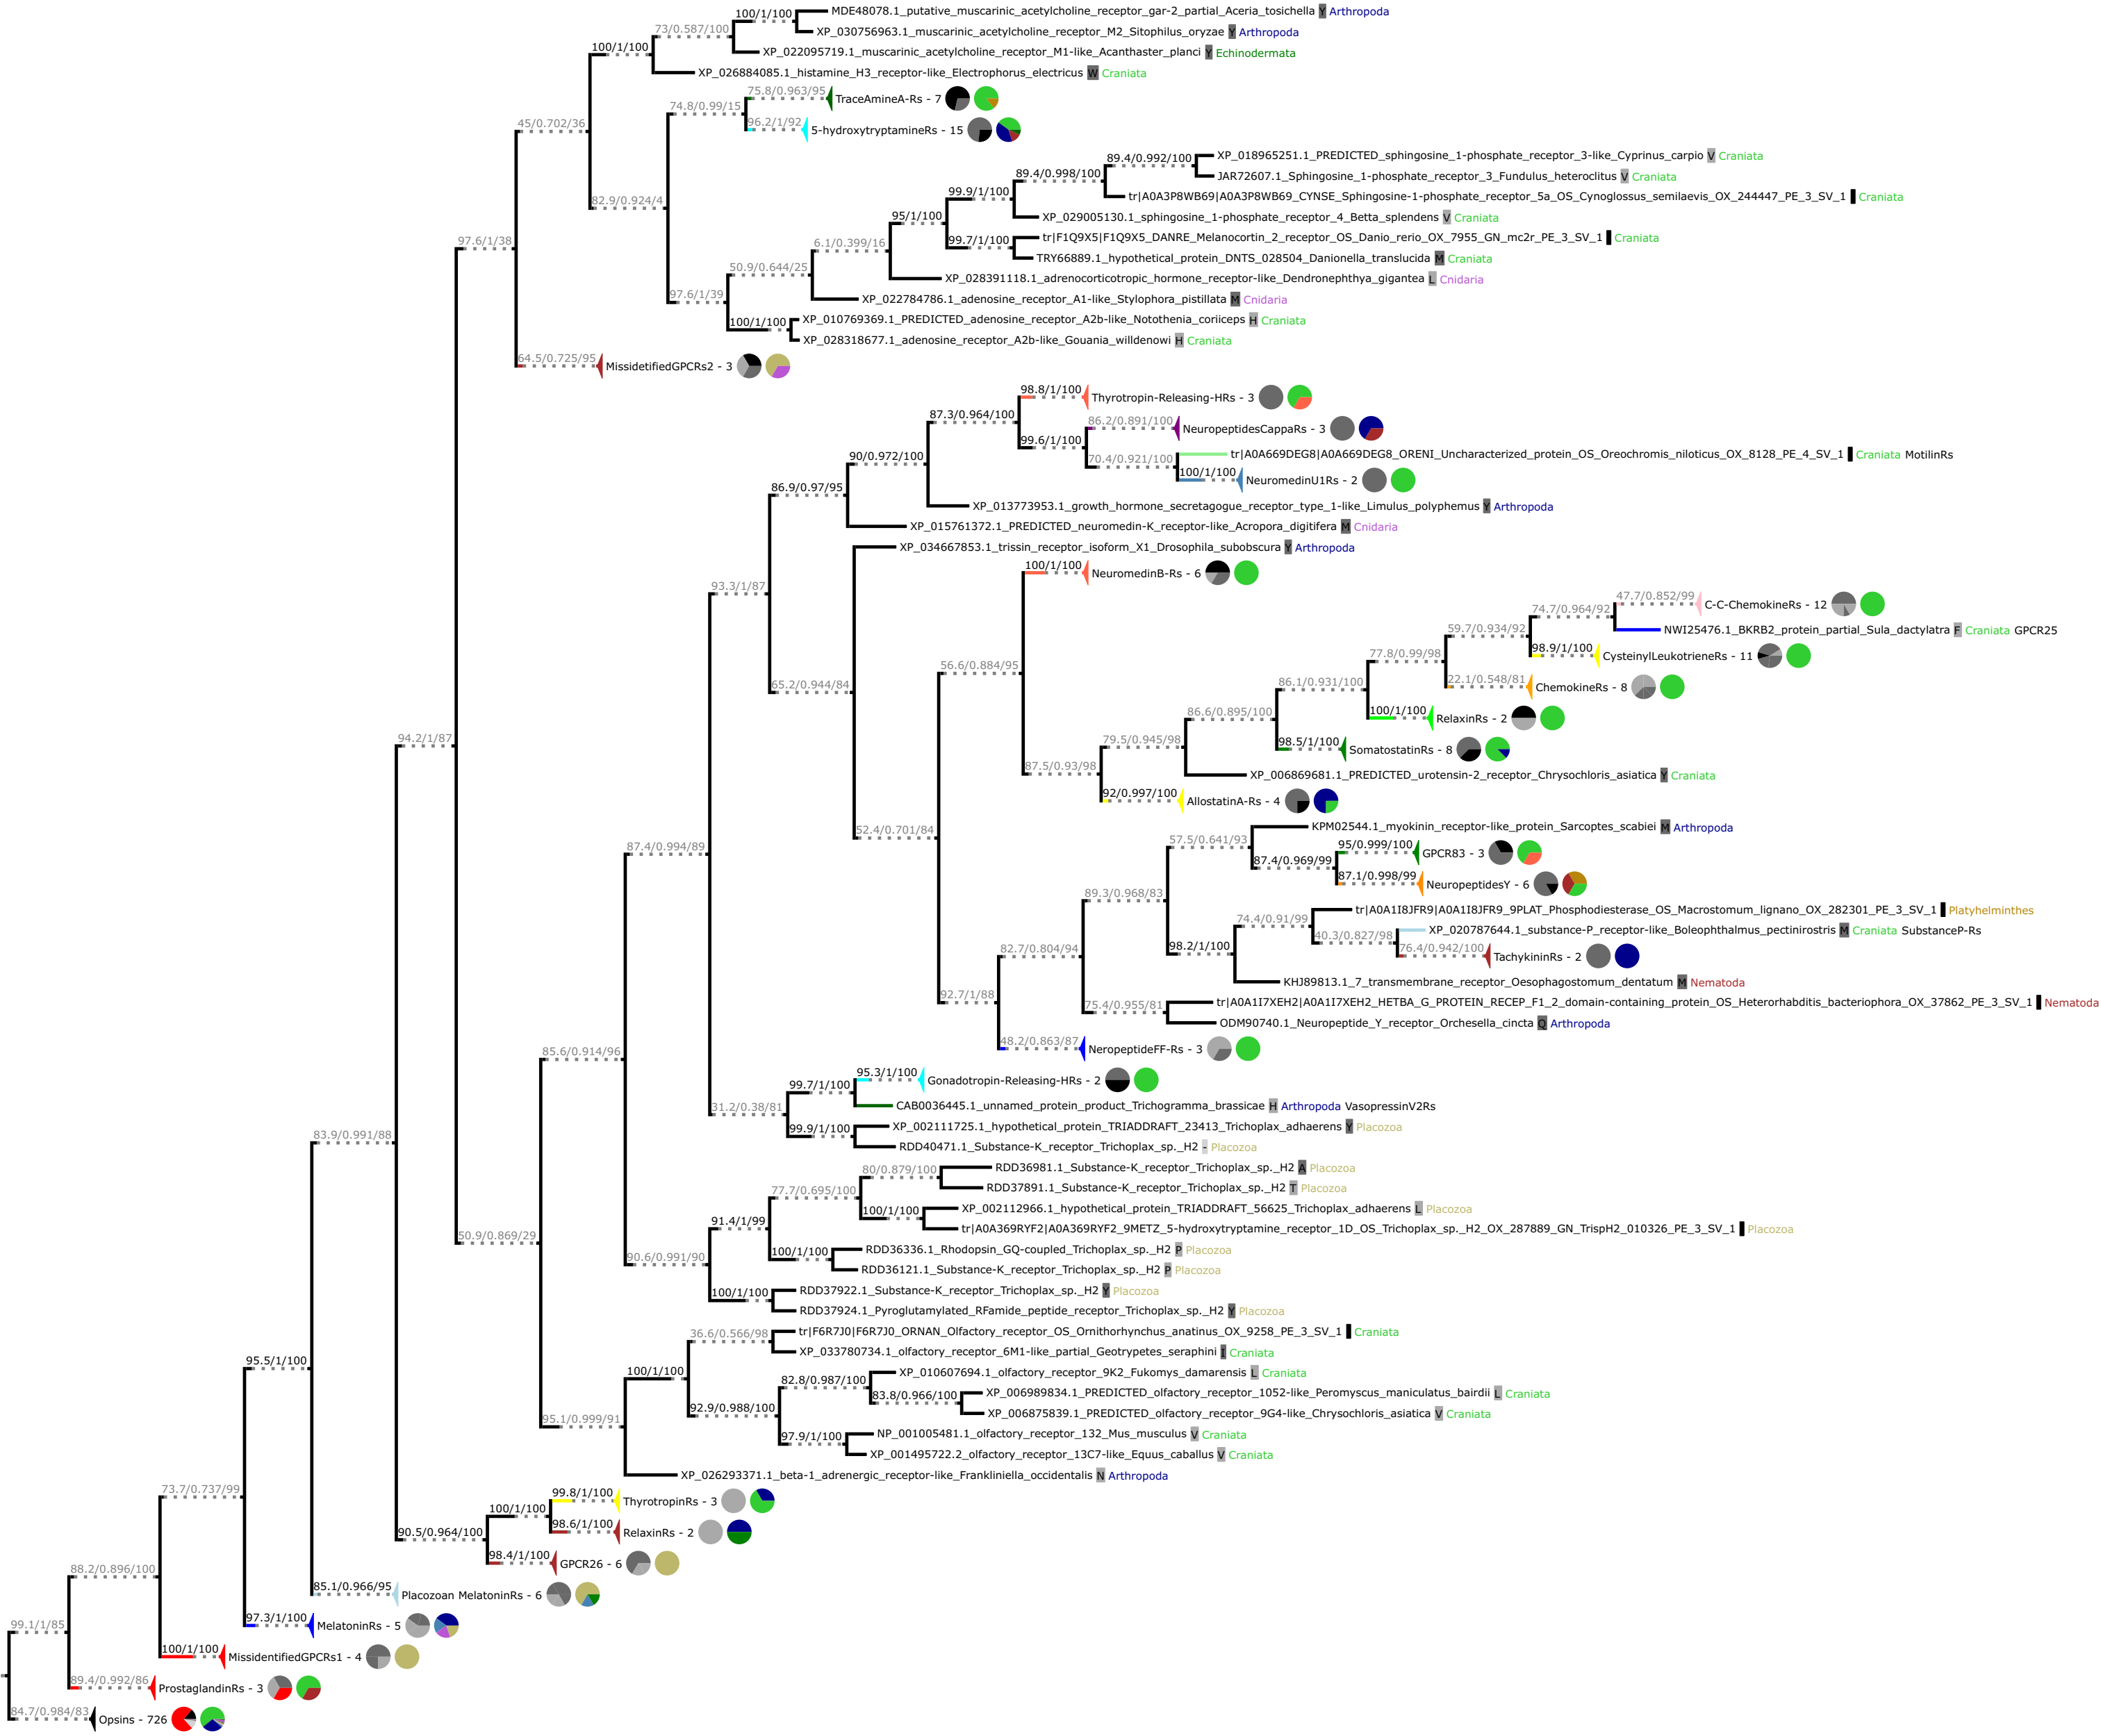 100/1/100 MDE48078.1_putative_muscarinic_acetylcholine_receptor_gar-2_partial_Aceria_tosichella Y Arthropoda
73/0.587/100 XP_030756963.1_muscarinic_acetylcholine_receptor_M2_Sitophilus_oryzae Y Arthropoda
100/1/100 XP_022095719.1_muscarinic_acetylcholine_receptor_M1-like_Acanthaster_planci Y Echinodermata
XP_026884085.1_histamine_H3_receptor-like_Electrophorus_electricus W Craniata
75.8/0.963/95 TraceAmineA-Rs - 7
74.8/0.99/15
96.2/1/92 5-hydroxytryptamineRs - 15
45/0.702/36
XP_018965251.1_PREDICTED_sphingosine_1-phosphate_receptor_3-like_Cyprinus_carpio V Craniata
89.4/0.992/100
JAR72607.1_Sphingosine_1-phosphate_receptor_3_Fundulus_heteroclitus V Craniata
89.4/0.998/100
tr|A0A3P8WB69|A0A3P8WB69_CYNSE_Sphingosine-1-phosphate_receptor_5a_OS_Cynoglossus_semilaevis_OX_244447_PE_3_SV_1 Craniata
99.9/1/100
82.9/0.924/4
XP_029005130.1_sphingosine_1-phosphate_receptor_4_Betta_splendens V Craniata
95/1/100
tr|F1Q9X5|F1Q9X5_DANRE_Melanocortin_2_receptor_OS_Danio_rerio_OX_7955_GN_mc2r_PE_3_SV_1 Craniata
97.6/1/38
6.1/0.399/16
99.7/1/100
TRY66889.1_hypothetical_protein_DNTS_028504_Danionella_translucida M Craniata
50.9/0.644/25
XP_028391118.1_adrenocorticotropic_hormone_receptor-like_Dendronephthya_gigantea L Cnidaria
97.6/1/39
XP_022784786.1_adenosine_receptor_A1-like_Stylophora_pistillata M Cnidaria
XP_010769369.1_PREDICTED_adenosine_receptor_A2b-like_Notothenia_coriiceps H Craniata
100/1/100
XP_028318677.1_adenosine_receptor_A2b-like_Gouania_willdenowi H Craniata
64.5/0.725/95 MissidetifiedGPCRs2 - 3
98.8/1/100 Thyrotropin-Releasing-HRs - 3
87.3/0.964/100
86.2/0.891/100 NeuropeptidesCappaRs - 3
99.6/1/100
tr|A0A669DEG8|A0A669DEG8_ORENI_Uncharacterized_protein_OS_Oreochromis_niloticus_OX_8128_PE_4_SV_1 Craniata MotilinRs
90/0.972/100
70.4/0.921/100
100/1/100 NeuromedinU1Rs - 2
86.9/0.97/95
XP_013773953.1_growth_hormone_secretagogue_receptor_type_1-like_Limulus_polyphemus Y Arthropoda
XP_015761372.1_PREDICTED_neuromedin-K_receptor-like_Acropora_digitifera M Cnidaria
XP_034667853.1_trissin_receptor_isoform_X1_Drosophila_subobscura Y Arthropoda
100/1/100 NeuromedinB-Rs - 6
93.3/1/87
47.7/0.852/99 C-C-ChemokineRs - 12
74.7/0.964/92
NWI25476.1_BKRB2_protein_partial_Sula_dactylatra F Craniata GPCR25
59.7/0.934/92
98.9/1/100 CysteinylLeukotrieneRs - 11
77.8/0.99/98
56.6/0.884/95
22.1/0.548/81 ChemokineRs - 8
65.2/0.944/84
86.1/0.931/100
100/1/100 RelaxinRs - 2
86.6/0.895/100
94.2/1/87
79.5/0.945/98
98.5/1/100 SomatostatinRs - 8
87.5/0.93/98
XP_006869681.1_PREDICTED_urotensin-2_receptor_Chrysochloris_asiatica Y Craniata
92/0.997/100 AllostatinA-Rs - 4
KPM02544.1_myokinin_receptor-like_protein_Sarcoptes_scabiei M Arthropoda
52.4/0.701/84
57.5/0.641/93
95/0.999/100 GPCR83 - 3
87.4/0.994/89
87.4/0.969/99
87.1/0.998/99 NeuropeptidesY - 6
89.3/0.968/83
tr|A0A1I8JFR9|A0A1I8JFR9_9PLAT_Phosphodiesterase_OS_Macrostomum_lignano_OX_282301_PE_3_SV_1 Platyhelminthes
74.4/0.91/99
XP_020787644.1_substance-P_receptor-like_Boleophthalmus_pectinirostris M Craniata SubstanceP-Rs
40.3/0.827/98
82.7/0.804/94
98.2/1/100
76.4/0.942/100 TachykininRs - 2
KHJ89813.1_7_transmembrane_receptor_Oesophagostomum_dentatum M Nematoda
92.7/1/88
tr|A0A1I7XEH2|A0A1I7XEH2_HETBA_G_PROTEIN_RECEP_F1_2_domain-containing_protein_OS_Heterorhabditis_bacteriophora_OX_37862_PE_3_SV_1 Nematoda
75.4/0.955/81
ODM90740.1_Neuropeptide_Y_receptor_Orchesella_cincta Q Arthropoda
48.2/0.863/87 NeropeptideFF-Rs - 3
85.6/0.914/96
95.3/1/100 Gonadotropin-Releasing-HRs - 2
99.7/1/100
CAB0036445.1_unnamed_protein_product_Trichogramma_brassicae H Arthropoda VasopressinV2Rs
31.2/0.38/81
XP_002111725.1_hypothetical_protein_TRIADDRAFT_23413_Trichoplax_adhaerens Y Placozoa
99.9/1/100
83.9/0.991/88
RDD40471.1_Substance-K_receptor_Trichoplax_sp._H2 - Placozoa
80/0.879/100 RDD36981.1_Substance-K_receptor_Trichoplax_sp._H2 A Placozoa
77.7/0.695/100
RDD37891.1_Substance-K_receptor_Trichoplax_sp._H2 T Placozoa
XP_002112966.1_hypothetical_protein_TRIADDRAFT_56625_Trichoplax_adhaerens L Placozoa
100/1/100
91.4/1/99
tr|A0A369RYF2|A0A369RYF2_9METZ_5-hydroxytryptamine_receptor_1D_OS_Trichoplax_sp._H2_OX_287889_GN_TrispH2_010326_PE_3_SV_1 Placozoa
50.9/0.869/29
RDD36336.1_Rhodopsin_GQ-coupled_Trichoplax_sp._H2 P Placozoa
100/1/100
90.6/0.991/90
RDD36121.1_Substance-K_receptor_Trichoplax_sp._H2 P Placozoa
RDD37922.1_Substance-K_receptor_Trichoplax_sp._H2 Y Placozoa
100/1/100
RDD37924.1_Pyroglutamylated_RFamide_peptide_receptor_Trichoplax_sp._H2 Y Placozoa
tr|F6R7J0|F6R7J0_ORNAN_Olfactory_receptor_OS_Ornithorhynchus_anatinus_OX_9258_PE_3_SV_1 Craniata
36.6/0.566/98
XP_033780734.1_olfactory_receptor_6M1-like_partial_Geotrypetes_seraphini I Craniata
95.5/1/100
100/1/100
XP_010607694.1_olfactory_receptor_9K2_Fukomys_damarensis L Craniata
82.8/0.987/100
XP_006989834.1_PREDICTED_olfactory_receptor_1052-like_Peromyscus_maniculatus_bairdii L Craniata
83.8/0.966/100
XP_006875839.1_PREDICTED_olfactory_receptor_9G4-like_Chrysochloris_asiatica V Craniata
92.9/0.988/100
95.1/0.999/91
NP_001005481.1_olfactory_receptor_132_Mus_musculus V Craniata
97.9/1/100
XP_001495722.2_olfactory_receptor_13C7-like_Equus_caballus V Craniata
XP_026293371.1_beta-1_adrenergic_receptor-like_Frankliniella_occidentalis N Arthropoda
73.7/0.737/99
99.8/1/100 ThyrotropinRs - 3
100/1/100
98.6/1/100 RelaxinRs - 2
90.5/0.964/100
98.4/1/100 GPCR26 - 6
88.2/0.896/100
85.1/0.966/95 Placozoan MelatoninRs - 6
97.3/1/100 MelatoninRs - 5
99.1/1/85
100/1/100 MissidentifiedGPCRs1 - 4
89.4/0.992/86 ProstaglandinRs - 3
84.7/0.984/83 Opsins - 726